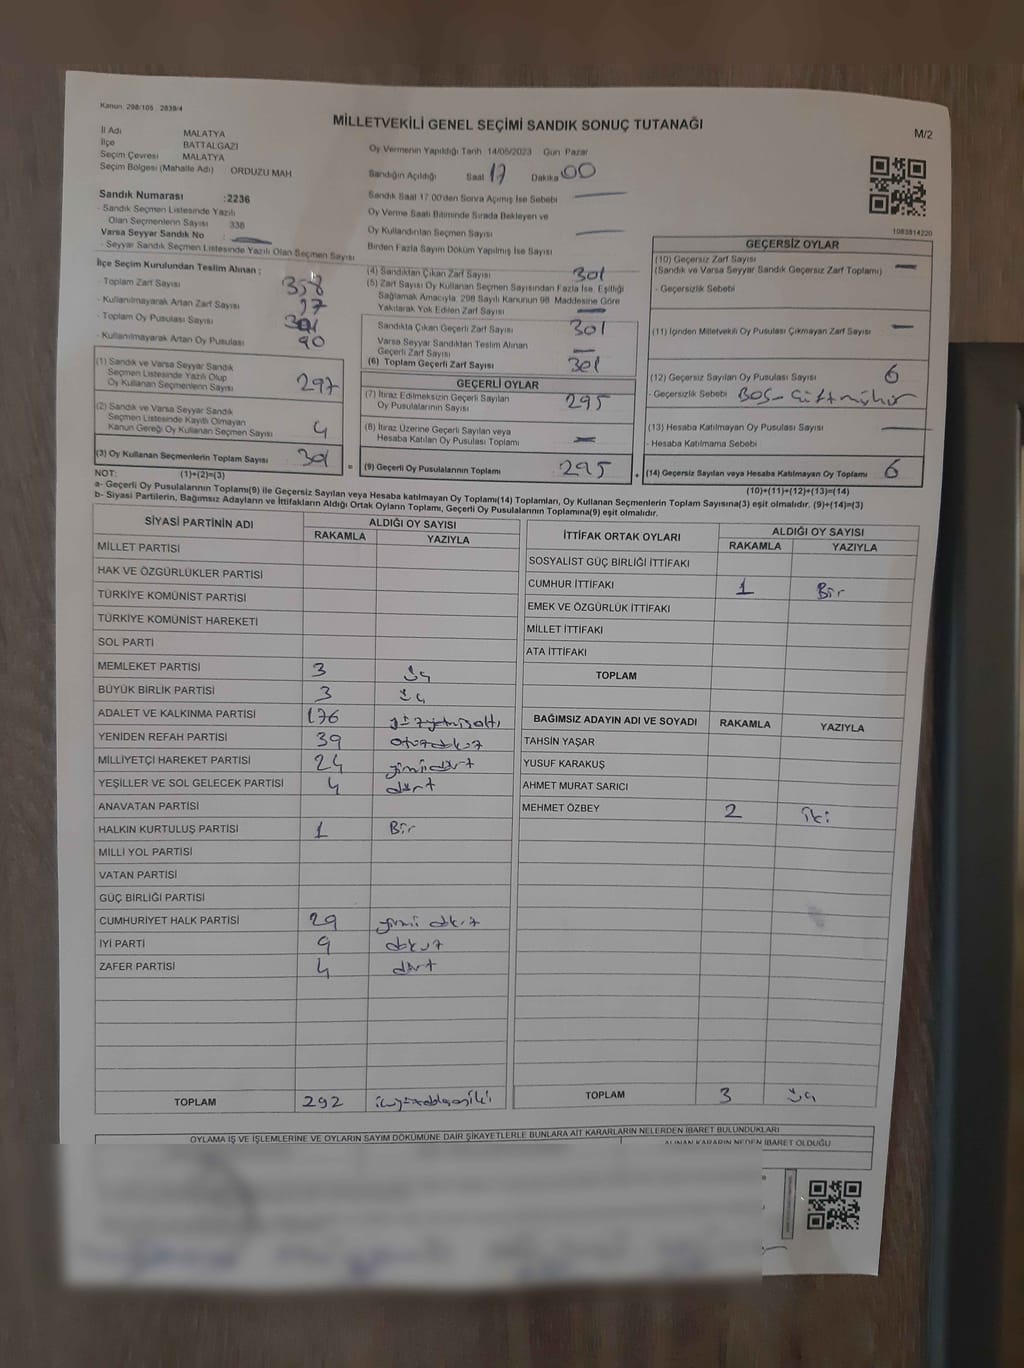 Kanun: 298/105 2839/4
MİLLETVEKİLİ GENEL SEÇİMİ SANDIK SONUÇ TUTANAĞI
M/2
İl Adı MALATYA
İlçe BATTALGAZİ
Seçim Çevresi MALATYA
Seçim Bölgesi (Mahalle Adı) ORDUZU MAH
Oy Vermenin Yapıldığı Tarih 14/05/2023 Gün Pazar
Sandığın Açıldığı Saat 17 Dakika 00
Sandık Numarası :2236
- Sandık Seçmen Listesinde Yazılı
Olan Seçmenlerin Sayısı 338
Varsa Seyyar Sandık No :
- Seyyar Sandık Seçmen Listesinde Yazılı Olan Seçmen Sayısı
Sandık Saat 17.00'den Sonra Açılmış İse Sebebi
Oy Verme Saati Bitiminde Sırada Bekleyen ve
Oy Kullandırılan Seçmen Sayısı
Birden Fazla Sayım Döküm Yapılmış İse Sayısı
1083814220
İlçe Seçim Kurulundan Teslim Alınan :
- Toplam Zarf Sayısı 358
- Kullanılmayarak Artan Zarf Sayısı
- Toplam Oy Pusulası Sayısı
- Kullanılmayarak Artan Oy Pusulası 90
(1) Sandık ve Varsa Seyyar Sandık
Seçmen Listesinde Yazılı Olup
Oy Kullanan Seçmenlerin Sayısı 297
(2) Sandık ve Varsa Seyyar Sandık
Seçmen Listesinde Kayıtlı Olmayan
Kanun Gereği Oy Kullanan Seçmen Sayısı 4
(3) Oy Kullanan Seçmenlerin Toplam Sayısı 301
(4) Sandıktan Çıkan Zarf Sayısı 301
(5) Zarf Sayısı Oy Kullanan Seçmen Sayısından Fazla İse, Eşitliği
Sağlamak Amacıyla, 298 Sayılı Kanunun 98. Maddesine Göre
Yakılarak Yok Edilen Zarf Sayısı
Sandıkta Çıkan Geçerli Zarf Sayısı 301
Varsa Seyyar Sandıktan Teslim Alınan
Geçerli Zarf Sayısı
(6) Toplam Geçerli Zarf Sayısı 301
GEÇERLİ OYLAR
(7) İtiraz Edilmeksizin Geçerli Sayılan
Oy Pusulalarının Sayısı 295
(8) İtiraz Üzerine Geçerli Sayılan veya
Hesaba Katılan Oy Pusulası Toplamı
= (9) Geçerli Oy Pusulalarının Toplamı 295
GEÇERSİZ OYLAR
(10) Geçersiz Zarf Sayısı
(Sandık ve Varsa Seyyar Sandık Geçersiz Zarf Toplamı)
- Geçersizlik Sebebi
(11) İçinden Milletvekili Oy Pusulası Çıkmayan Zarf Sayısı
(12) Geçersiz Sayılan Oy Pusulası Sayısı 6
- Geçersizlik Sebebi BOŞ - Çift mühür
(13) Hesaba Katılmayan Oy Pusulası Sayısı
- Hesaba Katılmama Sebebi
+ (14) Geçersiz Sayılan veya Hesaba Katılmayan Oy Toplamı 6
NOT: (1)+(2)=(3)
(10)+(11)+(12)+(13)=(14)
a- Geçerli Oy Pusulalarının Toplamı(9) ile Geçersiz Sayılan veya Hesaba katılmayan Oy Toplamı(14) Toplamları, Oy Kullanan Seçmenlerin Toplam Sayısına(3) eşit olmalıdır. (9)+(14)=(3)
b- Siyasi Partilerin, Bağımsız Adayların ve İttifakların Aldığı Ortak Oyların Toplamı, Geçerli Oy Pusulalarının Toplamına(9) eşit olmalıdır.
SİYASİ PARTİNİN ADI ALDIĞI OY SAYISI
RAKAMLA YAZIYLA
MİLLET PARTİSİ
HAK VE ÖZGÜRLÜKLER PARTİSİ
TÜRKİYE KOMÜNİST PARTİSİ
TÜRKİYE KOMÜNİST HAREKETİ
SOL PARTİ
MEMLEKET PARTİSİ 3 üç
BÜYÜK BİRLİK PARTİSİ 3 üç
ADALET VE KALKINMA PARTİSİ 176 yüzyetmişaltı
YENİDEN REFAH PARTİSİ 39 otuzdokuz
MİLLİYETÇİ HAREKET PARTİSİ 24 yirmidört
YEŞİLLER VE SOL GELECEK PARTİSİ 4 dört
ANAVATAN PARTİSİ
HALKIN KURTULUŞ PARTİSİ 1 Bir
MİLLİ YOL PARTİSİ
VATAN PARTİSİ
GÜÇ BİRLİĞİ PARTİSİ
CUMHURİYET HALK PARTİSİ 29 yirmi dokuz
İYİ PARTİ 9 dokuz
ZAFER PARTİSİ 4 dört
TOPLAM 292 ikiyüzdoksaniki
İTTİFAK ORTAK OYLARI ALDIĞI OY SAYISI
RAKAMLA YAZIYLA
SOSYALİST GÜÇ BİRLİĞİ İTTİFAKI
CUMHUR İTTİFAKI 1 Bir
EMEK VE ÖZGÜRLÜK İTTİFAKI
MİLLET İTTİFAKI
ATA İTTİFAKI
TOPLAM
BAĞIMSIZ ADAYIN ADI VE SOYADI RAKAMLA YAZIYLA
TAHSİN YAŞAR
YUSUF KARAKUŞ
AHMET MURAT SARICI
MEHMET ÖZBEY 2 iki
TOPLAM 3 üç
OYLAMA İŞ VE İŞLEMLERİNE VE OYLARIN SAYIM DÖKÜMÜNE DAİR ŞİKAYETLERLE BUNLARA AİT KARARLARIN NELERDEN İBARET BULUNDUKLARI
ALINAN KARARIN NEDEN İBARET OLDUĞU